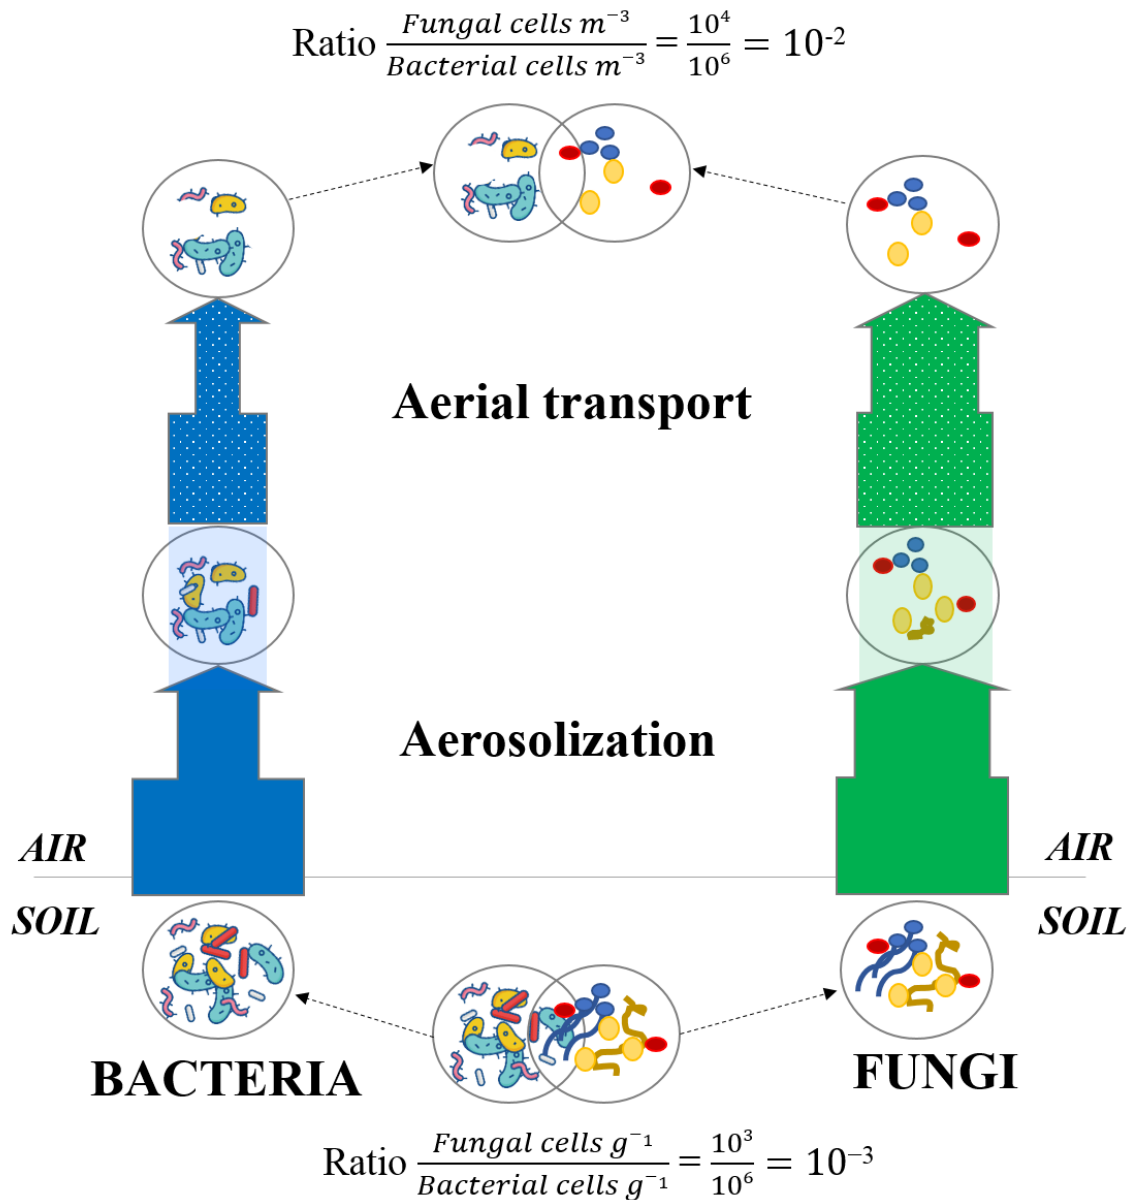 Ratio Fungal cells m⁻³ / Bacterial cells m⁻³ = 10⁴ / 10⁶ = 10⁻²
Aerial transport
Aerosolization
AIR AIR
SOIL SOIL
BACTERIA FUNGI
Ratio Fungal cells g⁻¹ / Bacterial cells g⁻¹ = 10³ / 10⁶ = 10⁻³